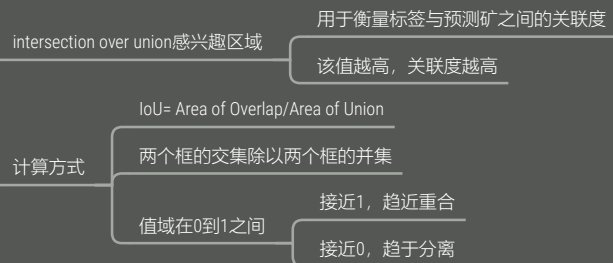 intersection over union感兴趣区域
用于衡量标签与预测矿之间的关联度
该值越高，关联度越高
计算方式
IoU= Area of Overlap/Area of Union
两个框的交集除以两个框的并集
值域在0到1之间
接近1，趋近重合
接近0，趋于分离